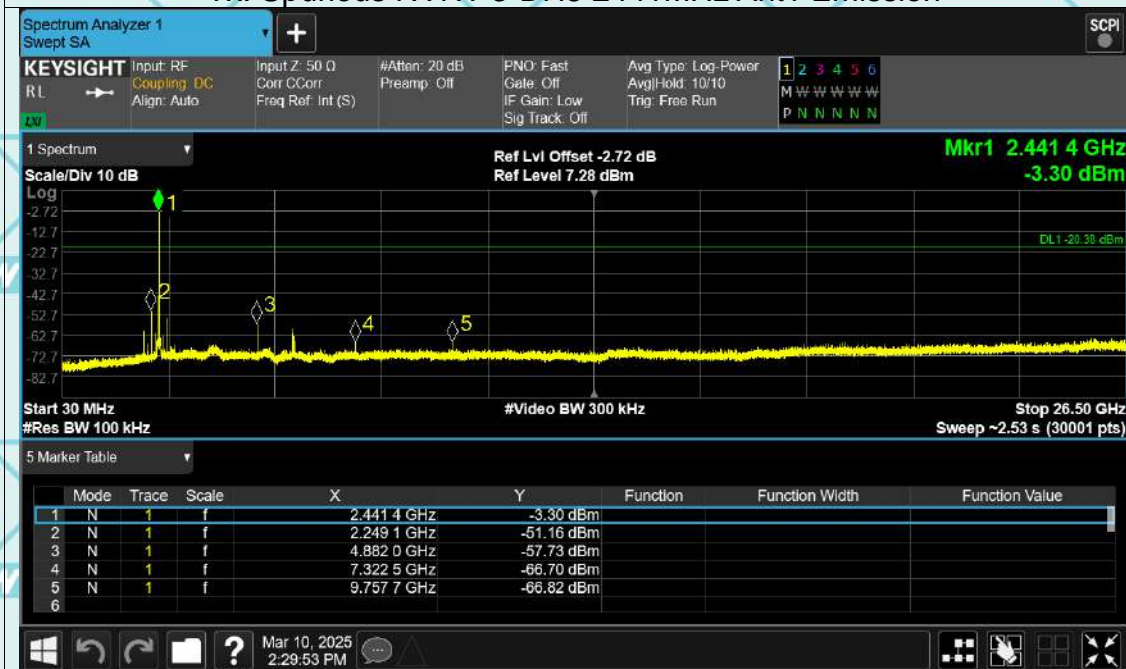 Tx. Spurious NVNT 3-DH5 2441MHz Ant1 Emission
Spectrum Analyzer 1
Swept SA
SCPI
KEYSIGHT
RL
LXI
Input: RF
Coupling: DC
Align: Auto
Input Z: 50 Ω
Corr CCorr
Freq Ref: Int (S)
#Atten: 20 dB
Preamp: Off
PNO: Fast
Gate: Off
IF Gain: Low
Sig Track: Off
Avg Type: Log-Power
Avg|Hold: 10/10
Trig: Free Run
1 2 3 4 5 6
M W W W W W W
P N N N N N N
1 Spectrum
Ref Lvl Offset -2.72 dB
Mkr1 2.441 4 GHz
Scale/Div 10 dB
Ref Level 7.28 dBm
-3.30 dBm
Log
-2.72
-12.7
-22.7
-32.7
-42.7
-52.7
-62.7
-72.7
-82.7
1
2
3
4
5
DL1 -20.38 dBm
Start 30 MHz
#Video BW 300 kHz
Stop 26.50 GHz
#Res BW 100 kHz
Sweep ~2.53 s (30001 pts)
5 Marker Table
Mode Trace Scale X Y Function Function Width Function Value
1 N 1 f 2.441 4 GHz -3.30 dBm
2 N 1 f 2.249 1 GHz -51.16 dBm
3 N 1 f 4.882 0 GHz -57.73 dBm
4 N 1 f 7.322 5 GHz -66.70 dBm
5 N 1 f 9.757 7 GHz -66.82 dBm
6
?
Mar 10, 2025
2:29:53 PM